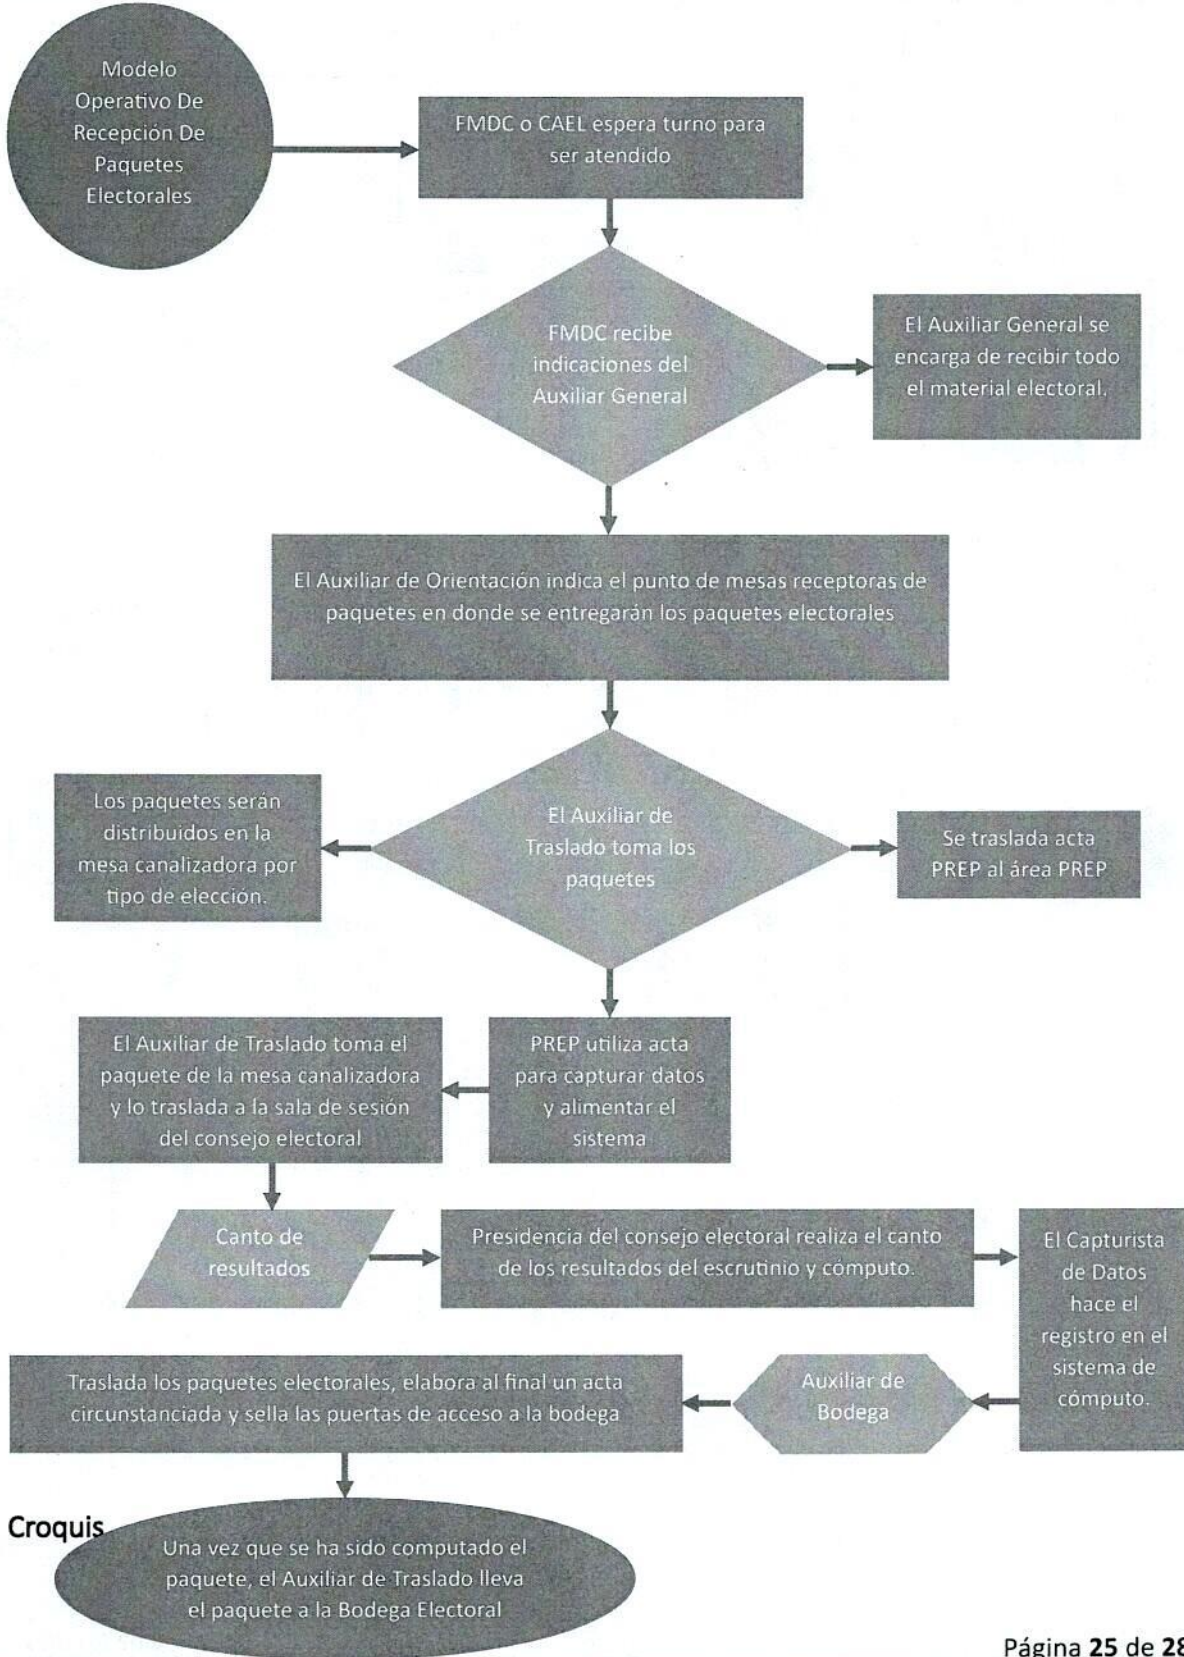 Modelo
Operativo De
Recepción De
Paquetes
Electorales
FMDC o CAEL espera turno para
ser atendido
FMDC recibe
indicaciones del
Auxiliar General
El Auxiliar General se
encarga de recibir todo
el material electoral.
El Auxiliar de Orientación indica el punto de mesas receptoras de
paquetes en donde se entregarán los paquetes electorales
Los paquetes serán
distribuidos en la
mesa canalizadora por
tipo de elección.
El Auxiliar de
Traslado toma los
paquetes
Se traslada acta
PREP al área PREP
El Auxiliar de Traslado toma el
paquete de la mesa canalizadora
y lo traslada a la sala de sesión
del consejo electoral
PREP utiliza acta
para capturar datos
y alimentar el
sistema
Canto de
resultados
Presidencia del consejo electoral realiza el canto
de los resultados del escrutinio y cómputo.
El Capturista
de Datos
hace el
registro en el
sistema de
cómputo.
Auxiliar de
Bodega
Traslada los paquetes electorales, elabora al final un acta
circunstanciada y sella las puertas de acceso a la bodega
Croquis
Una vez que se ha sido computado el
paquete, el Auxiliar de Traslado lleva
el paquete a la Bodega Electoral
Página 25 de 28